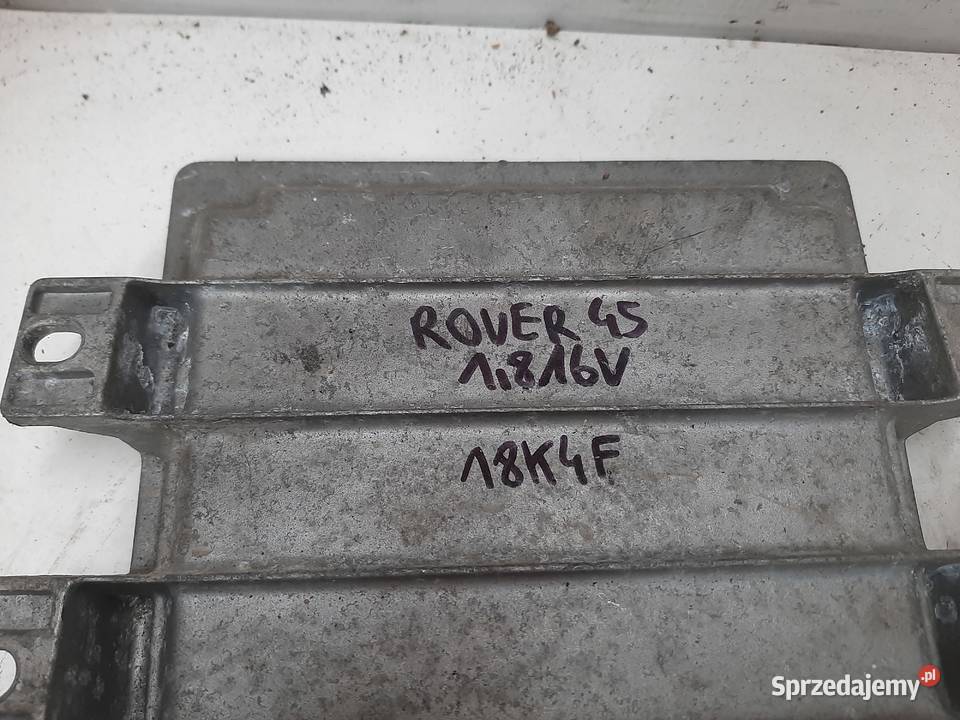 ROVER 45
1,8 16V
18K4F
Sprzedajemy.pl